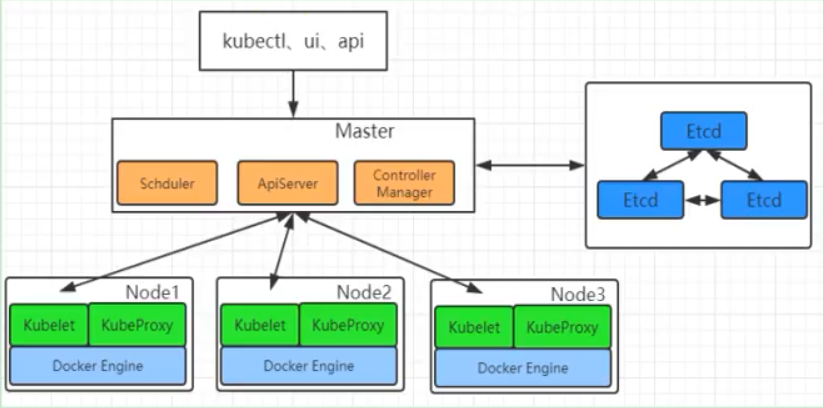 kubectl、ui、api
Master
Schduler
ApiServer
Controller
Manager
Etcd
Etcd
Etcd
Node1
Kubelet
KubeProxy
Docker Engine
Node2
Kubelet
KubeProxy
Docker Engine
Node3
Kubelet
KubeProxy
Docker Engine